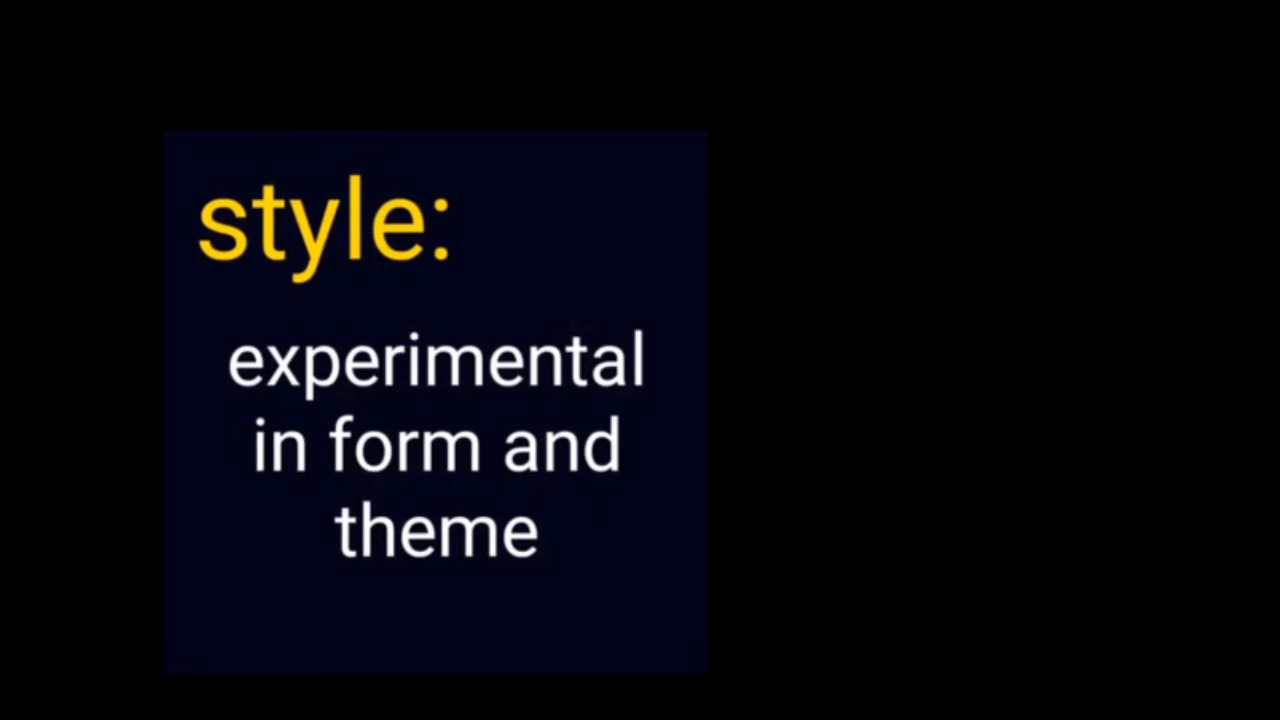 style:
experimental
in form and
theme